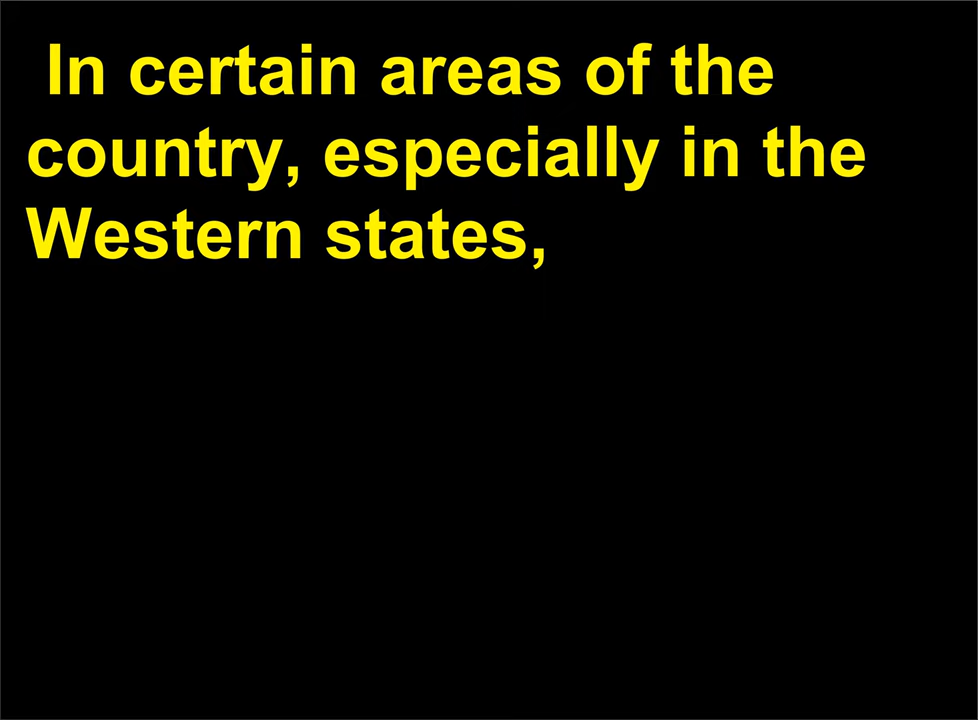 In certain areas of the
country, especially in the
Western states,